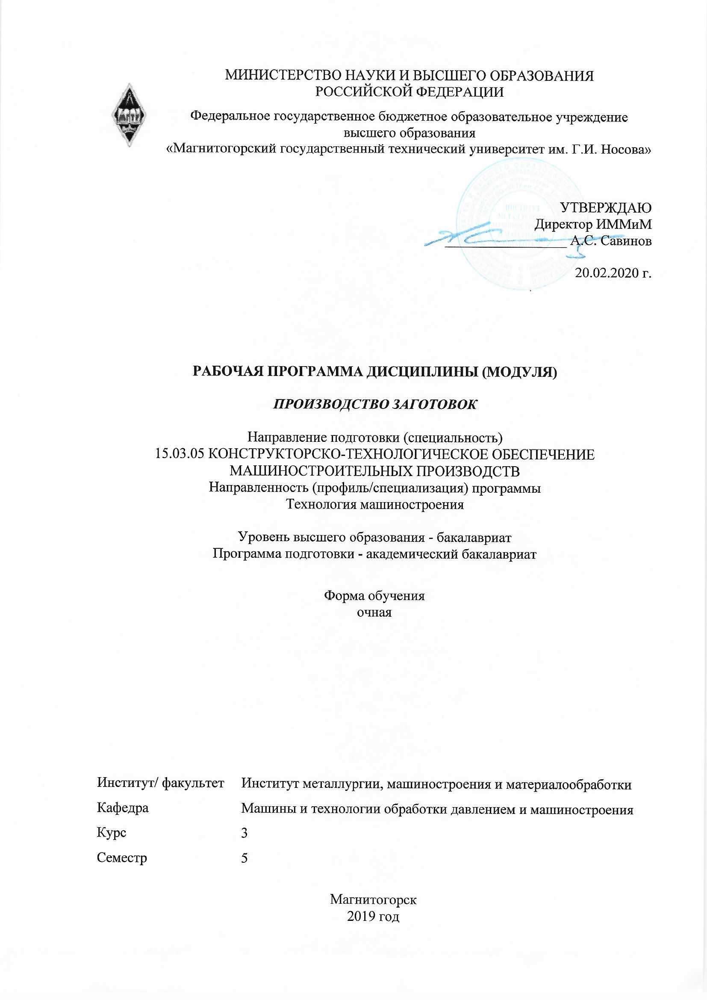 МИНИСТЕРСТВО НАУКИ И ВЫСШЕГО ОБРАЗОВАНИЯ
РОССИЙСКОЙ ФЕДЕРАЦИИ
Федеральное государственное бюджетное образовательное учреждение
высшего образования
«Магнитогорский государственный технический университет им. Г.И. Носова»
УТВЕРЖДАЮ
Директор ИММиМ
А.С. Савинов
20.02.2020 г.
РАБОЧАЯ ПРОГРАММА ДИСЦИПЛИНЫ (МОДУЛЯ)
ПРОИЗВОДСТВО ЗАГОТОВОК
Направление подготовки (специальность)
15.03.05 КОНСТРУКТОРСКО-ТЕХНОЛОГИЧЕСКОЕ ОБЕСПЕЧЕНИЕ
МАШИНОСТРОИТЕЛЬНЫХ ПРОИЗВОДСТВ
Направленность (профиль/специализация) программы
Технология машиностроения
Уровень высшего образования - бакалавриат
Программа подготовки - академический бакалавриат
Форма обучения
очная
Институт/ факультет Институт металлургии, машиностроения и материалообработки
Кафедра Машины и технологии обработки давлением и машиностроения
Курс 3
Семестр 5
Магнитогорск
2019 год